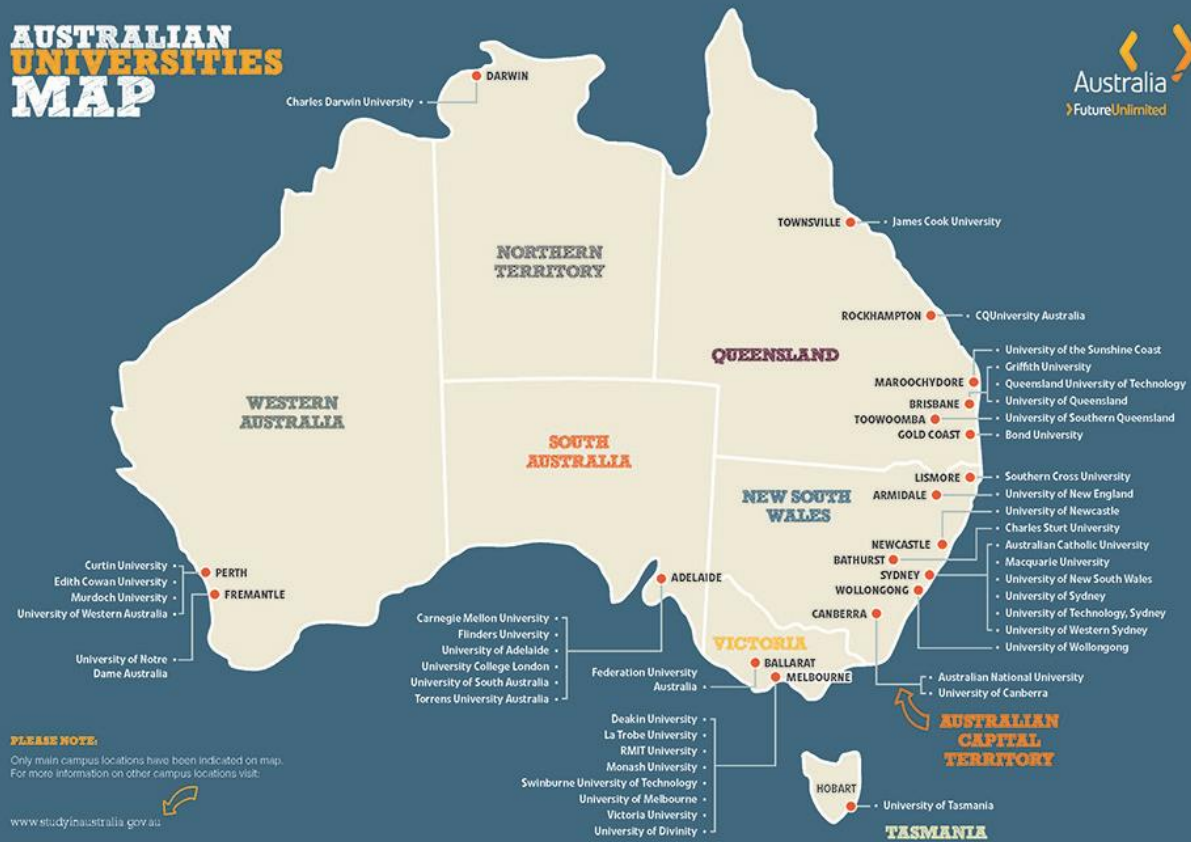 AUSTRALIAN
UNIVERSITIES
MAP
Australia
FutureUnlimited
DARWIN
Charles Darwin University
TOWNSVILLE
James Cook University
NORTHERN
TERRITORY
ROCKHAMPTON
CQUniversity Australia
QUEENSLAND
University of the Sunshine Coast
Griffith University
MAROOCHYDORE
Queensland University of Technology
BRISBANE
University of Queensland
TOOWOOMBA
University of Southern Queensland
GOLD COAST
Bond University
WESTERN
AUSTRALIA
SOUTH
AUSTRALIA
LISMORE
Southern Cross University
NEW SOUTH
WALES
ARMIDALE
University of New England
University of Newcastle
Charles Sturt University
NEWCASTLE
Australian Catholic University
BATHURST
Macquarie University
SYDNEY
University of New South Wales
WOLLONGONG
University of Sydney
CANBERRA
University of Technology, Sydney
University of Western Sydney
University of Wollongong
Curtin University
PERTH
Edith Cowan University
FREMANTLE
Murdoch University
University of Western Australia
University of Notre
Dame Australia
ADELAIDE
Carnegie Mellon University
Flinders University
University of Adelaide
University College London
University of South Australia
Torrens University Australia
VICTORIA
BALLARAT
Federation University
Australia
MELBOURNE
Australian National University
University of Canberra
AUSTRALIAN
CAPITAL
TERRITORY
Deakin University
La Trobe University
RMIT University
Monash University
Swinburne University of Technology
University of Melbourne
Victoria University
University of Divinity
HOBART
University of Tasmania
TASMANIA
PLEASE NOTE:
Only main campus locations have been indicated on map.
For more information on other campus locations visit:
www.studyinaustralia.gov.au